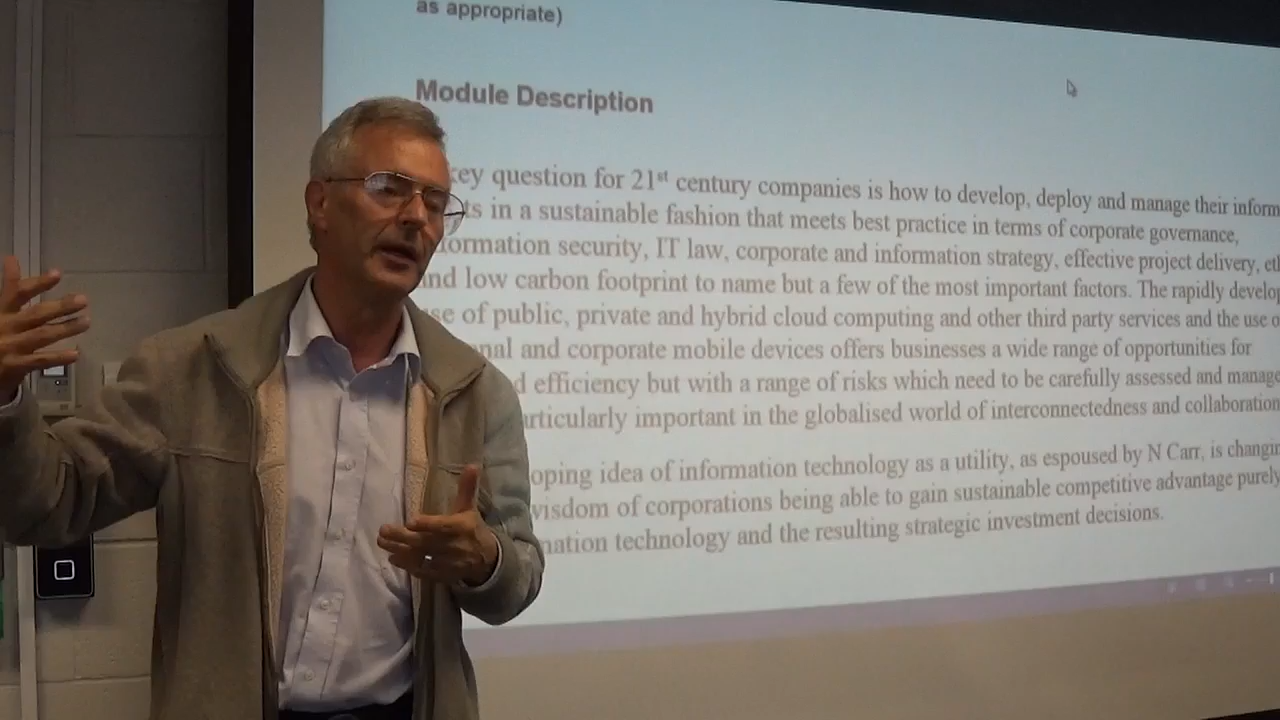 as appropriate)
Module Description
key question for 21st century companies is how to develop, deploy and manage their inform
ts in a sustainable fashion that meets best practice in terms of corporate governance,
ormation security, IT law, corporate and information strategy, effective project delivery, eth
nd low carbon footprint to name but a few of the most important factors. The rapidly develop
se of public, private and hybrid cloud computing and other third party services and the use o
nal and corporate mobile devices offers businesses a wide range of opportunities for
d efficiency but with a range of risks which need to be carefully assessed and manage
rticularly important in the globalised world of interconnectedness and collaboration
oping idea of information technology as a utility, as espoused by N Carr, is changin
wisdom of corporations being able to gain sustainable competitive advantage purely
mation technology and the resulting strategic investment decisions.